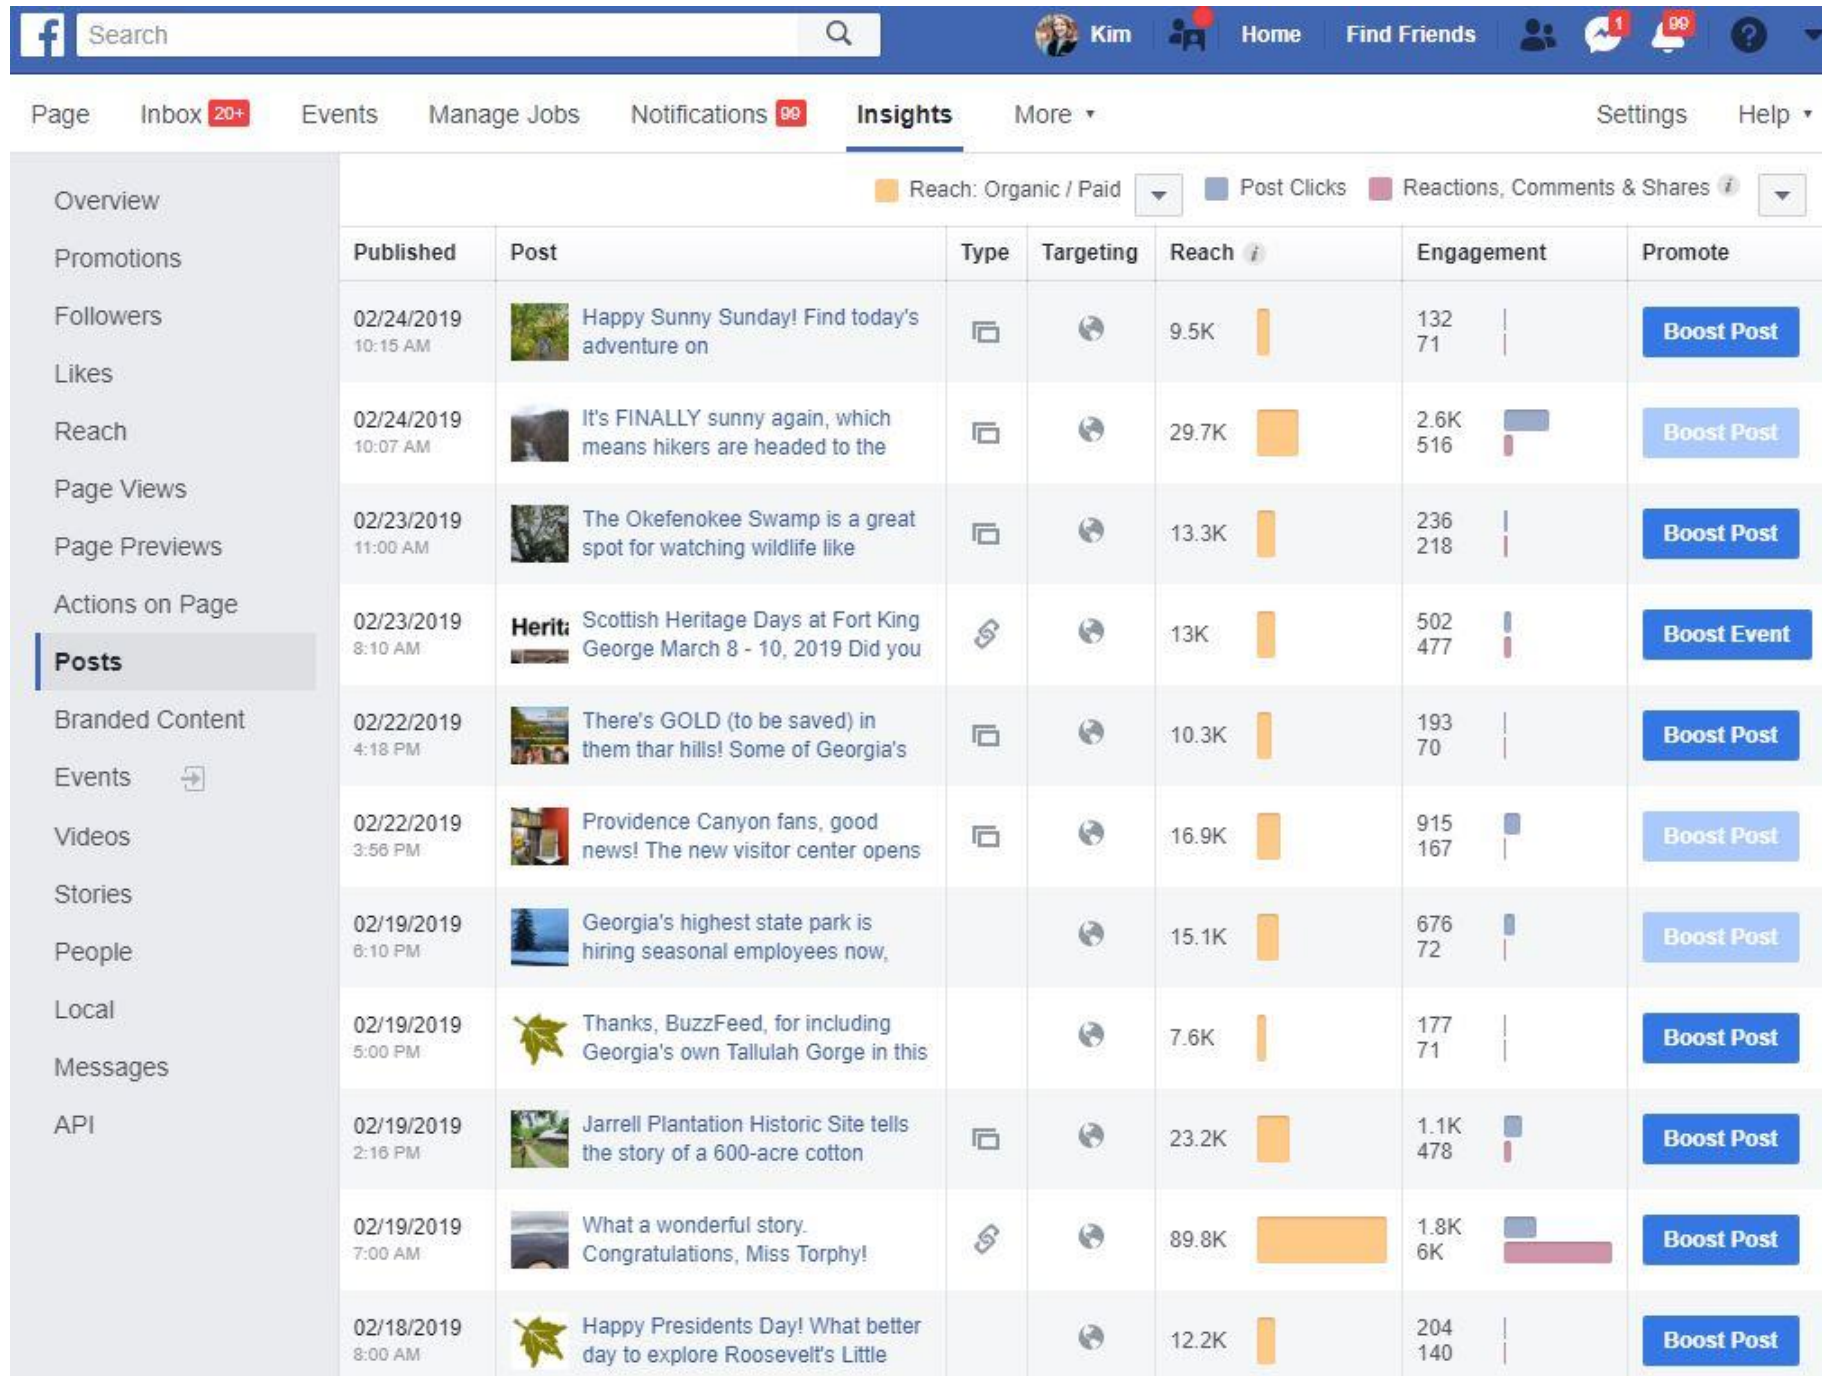 Search
Kim
Home
Find Friends
1
99
Page
Inbox 20+
Events
Manage Jobs
Notifications 99
Insights
More
Settings
Help
Overview
Promotions
Followers
Likes
Reach
Page Views
Page Previews
Actions on Page
Posts
Branded Content
Events
Videos
Stories
People
Local
Messages
API
Reach: Organic / Paid
Post Clicks
Reactions, Comments & Shares
Published Post Type Targeting Reach Engagement Promote
02/24/2019 Happy Sunny Sunday! Find today's 9.5K 132 Boost Post
10:15 AM adventure on 71
02/24/2019 It's FINALLY sunny again, which 29.7K 2.6K Boost Post
10:07 AM means hikers are headed to the 516
02/23/2019 The Okefenokee Swamp is a great 13.3K 236 Boost Post
11:00 AM spot for watching wildlife like 218
02/23/2019 Scottish Heritage Days at Fort King 13K 502 Boost Event
8:10 AM George March 8 - 10, 2019 Did you 477
02/22/2019 There's GOLD (to be saved) in 10.3K 193 Boost Post
4:18 PM them thar hills! Some of Georgia's 70
02/22/2019 Providence Canyon fans, good 16.9K 915 Boost Post
3:56 PM news! The new visitor center opens 167
02/19/2019 Georgia's highest state park is 15.1K 676 Boost Post
6:10 PM hiring seasonal employees now, 72
02/19/2019 Thanks, BuzzFeed, for including 7.6K 177 Boost Post
5:00 PM Georgia's own Tallulah Gorge in this 71
02/19/2019 Jarrell Plantation Historic Site tells 23.2K 1.1K Boost Post
2:16 PM the story of a 600-acre cotton 478
02/19/2019 What a wonderful story. 89.8K 1.8K Boost Post
7:00 AM Congratulations, Miss Torphy! 6K
02/18/2019 Happy Presidents Day! What better 12.2K 204 Boost Post
8:00 AM day to explore Roosevelt's Little 140